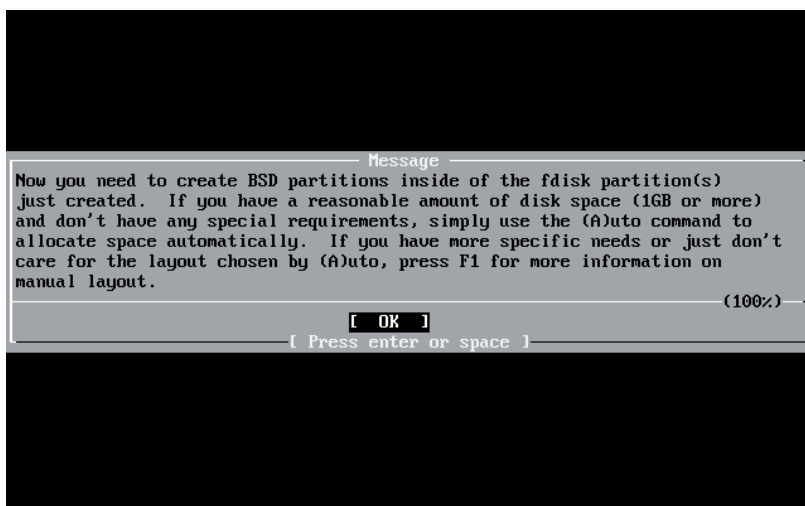 Message
Now you need to create BSD partitions inside of the fdisk partition(s)
just created.  If you have a reasonable amount of disk space (1GB or more)
and don't have any special requirements, simply use the (A)uto command to
allocate space automatically.  If you have more specific needs or just don't
care for the layout chosen by (A)uto, press F1 for more information on
manual layout.
(100%)
[  OK  ]
[ Press enter or space ]